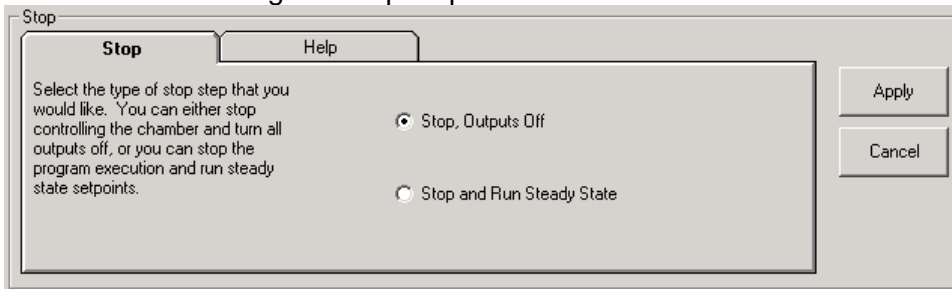 Stop
Stop Help
Select the type of stop step that you
would like. You can either stop
controlling the chamber and turn all
outputs off, or you can stop the
program execution and run steady
state setpoints.
Stop, Outputs Off
Stop and Run Steady State
Apply
Cancel